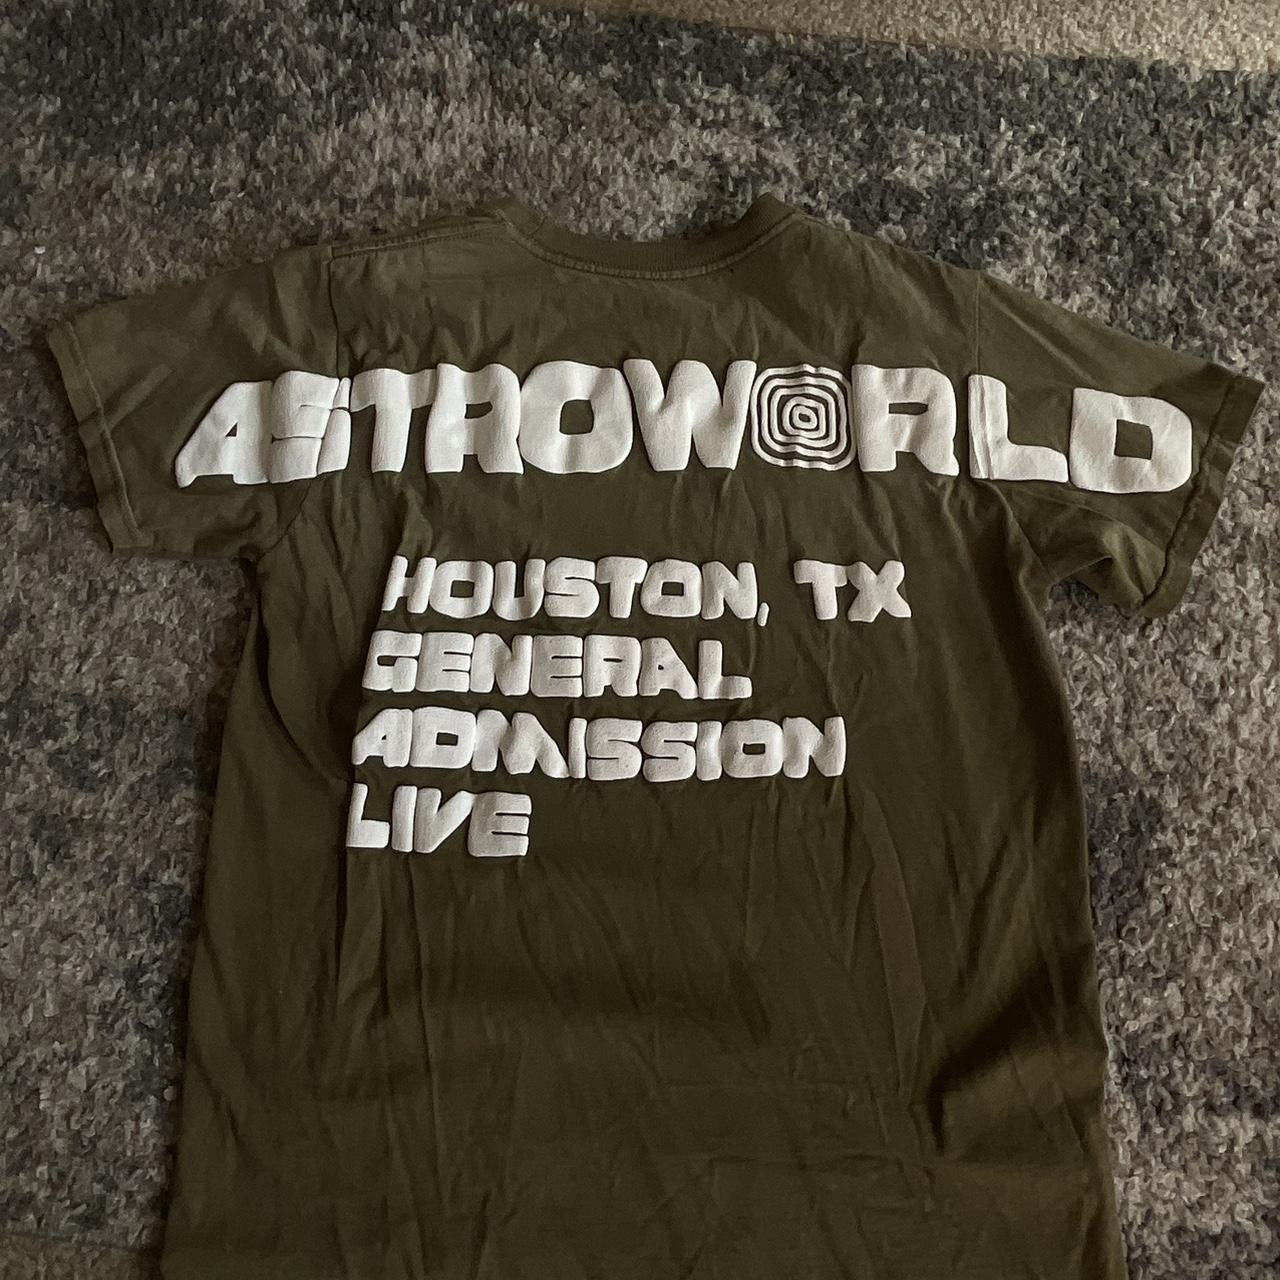 ASTROWORLD
HOUSTON, TX
GENERAL
ADMISSION
LIVE